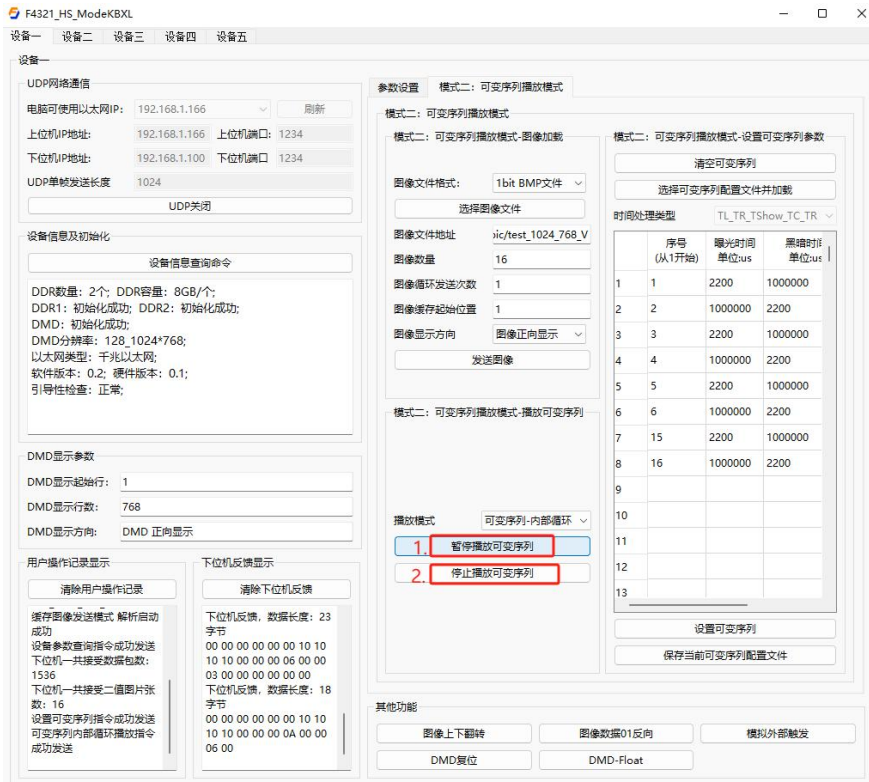 F4321_HS_ModeKBXL
设备一 设备二 设备三 设备四 设备五
设备一
UDP网络通信
电脑可使用以太网IP: 192.168.1.166 刷新
上位机IP地址: 192.168.1.166 上位机端口: 1234
下位机IP地址: 192.168.1.100 下位机端口 1234
UDP单帧发送长度 1024
UDP关闭
设备信息及初始化
设备信息查询命令
DDR数量: 2个; DDR容量: 8GB/个;
DDR1: 初始化成功; DDR2: 初始化成功;
DMD: 初始化成功;
DMD分辨率: 128_1024*768;
以太网类型: 千兆以太网;
软件版本: 0.2; 硬件版本: 0.1;
引导性检查: 正常;
DMD显示参数
DMD显示起始行: 1
DMD显示行数: 768
DMD显示方向: DMD 正向显示
用户操作记录显示
清除用户操作记录
缓存图像发送模式 解析启动
成功
设备参数查询指令成功发送
下位机一共接受数据包数:
1536
下位机一共接受二值图片张
数: 16
设置可变序列指令成功发送
可变序列内部循环播放指令
成功发送
下位机反馈显示
清除下位机反馈
下位机反馈, 数据长度: 23
字节
00 00 00 00 00 00 10 10
10 10 00 00 00 06 00 00
03 00 00 00 00 00 00
下位机反馈, 数据长度: 18
字节
00 00 00 00 00 00 10 10
10 10 00 00 00 0A 00 00
06 00
参数设置 模式二: 可变序列播放模式
模式二: 可变序列播放模式
模式二: 可变序列播放模式-图像加载
图像文件格式: 1bit BMP文件
选择图像文件
图像文件地址 pic/test_1024_768_V
图像数量 16
图像循环发送次数 1
图像缓存起始位置 1
图像显示方向 图像正向显示
发送图像
模式二: 可变序列播放模式-播放可变序列
播放模式 可变序列-内部循环
1. 暂停播放可变序列
2. 停止播放可变序列
模式二: 可变序列播放模式-设置可变序列参数
清空可变序列
选择可变序列配置文件并加载
时间处理类型 TL_TR_TShow_TC_TR
序号 曝光时间 黑暗时间
(从1开始) 单位:us 单位:us
1 1 2200 1000000
2 2 1000000 2200
3 3 2200 1000000
4 4 1000000 2200
5 5 2200 1000000
6 6 1000000 2200
7 15 2200 1000000
8 16 1000000 2200
9
10
11
12
13
设置可变序列
保存当前可变序列配置文件
其他功能
图像上下翻转 图像数据01反向 模拟外部触发
DMD复位 DMD-Float